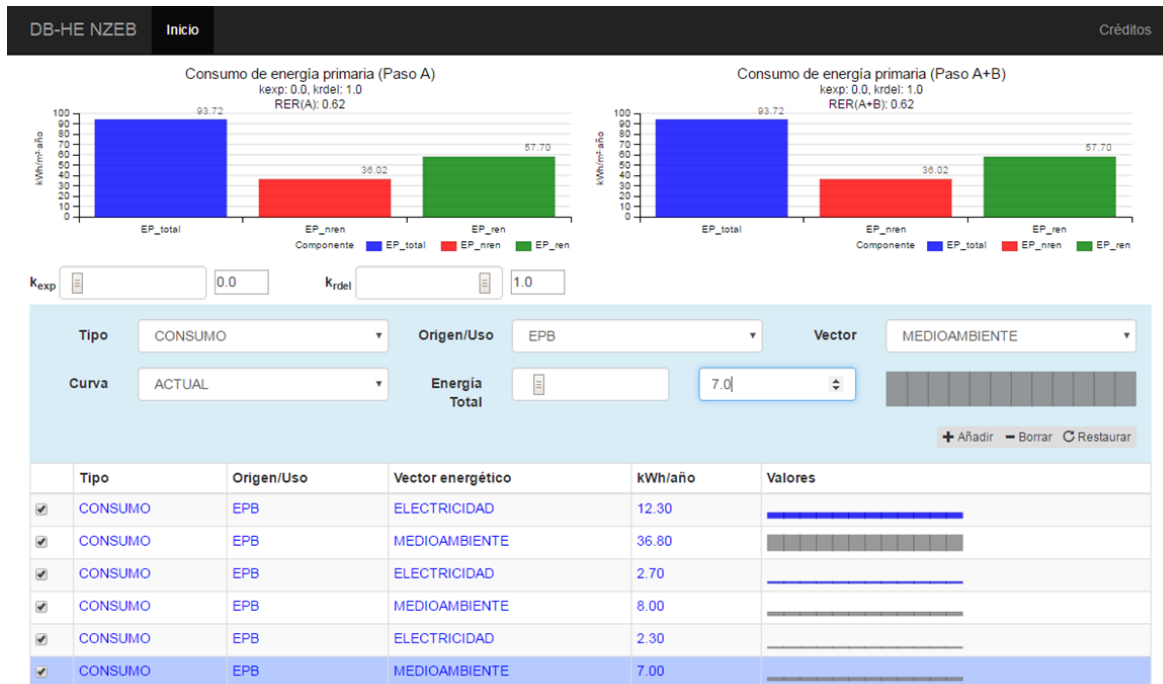 DB-HE NZEB Inicio Créditos
Consumo de energía primaria (Paso A)
kexp: 0.0, krdel: 1.0
RER(A): 0.62
kWh/m²·año
100
90
80
70
60
50
40
30
20
10
0
93.72
36.02
57.70
EP_total EP_nren EP_ren
Componente EP_total EP_nren EP_ren
Consumo de energía primaria (Paso A+B)
kexp: 0.0, krdel: 1.0
RER(A+B): 0.62
kWh/m²·año
100
90
80
70
60
50
40
30
20
10
0
93.72
36.02
57.70
EP_total EP_nren EP_ren
Componente EP_total EP_nren EP_ren
kexp 0.0 krdel 1.0
Tipo CONSUMO Origen/Uso EPB Vector MEDIOAMBIENTE
Curva ACTUAL Energía Total 7.0
Añadir Borrar Restaurar
Tipo Origen/Uso Vector energético kWh/año Valores
CONSUMO EPB ELECTRICIDAD 12.30
CONSUMO EPB MEDIOAMBIENTE 36.80
CONSUMO EPB ELECTRICIDAD 2.70
CONSUMO EPB MEDIOAMBIENTE 8.00
CONSUMO EPB ELECTRICIDAD 2.30
CONSUMO EPB MEDIOAMBIENTE 7.00